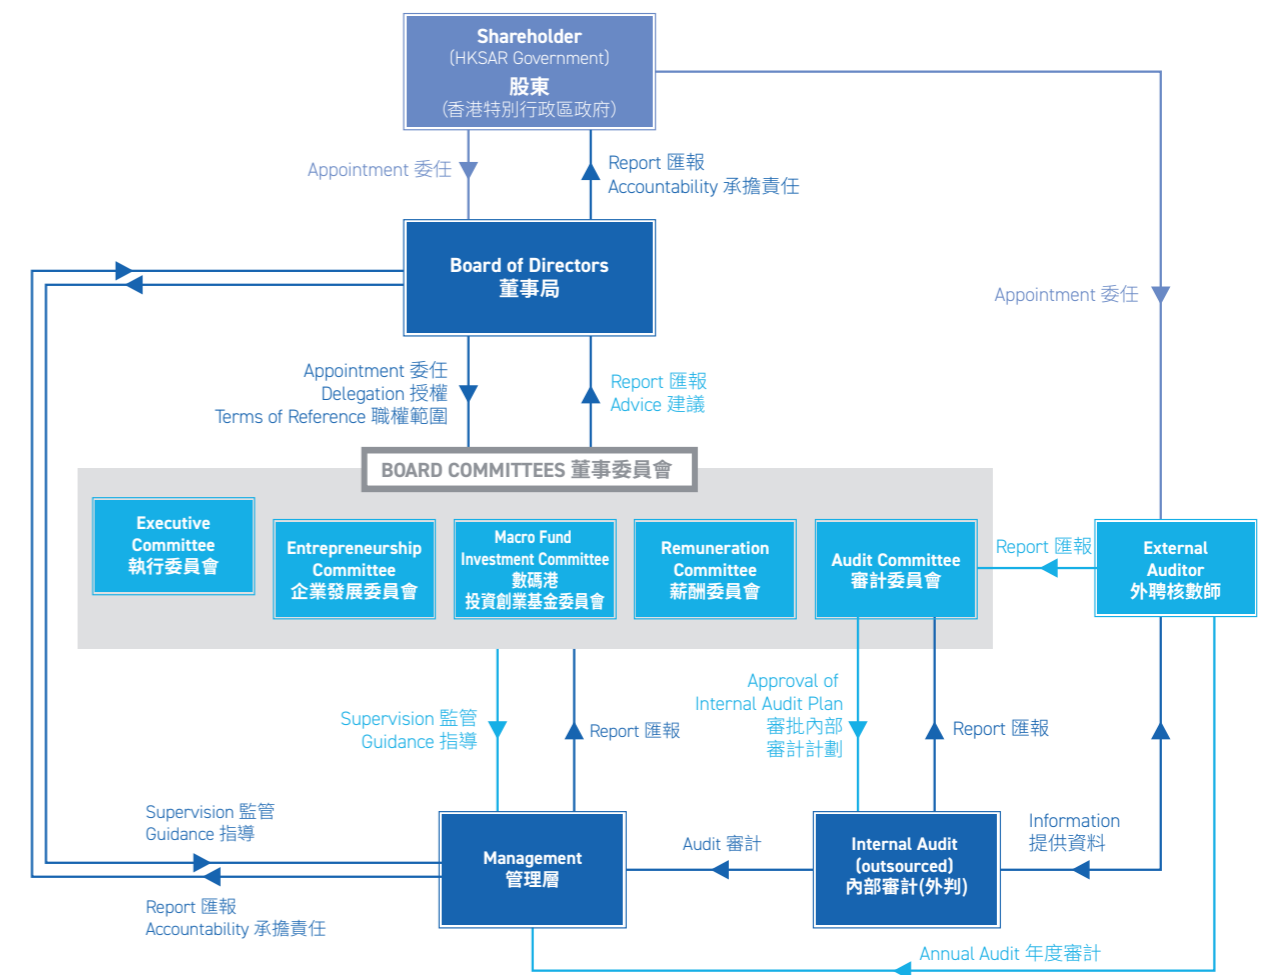 Shareholder
(HKSAR Government)
股東
(香港特別行政區政府)
Appointment 委任
Report 匯報
Accountability 承擔責任
Board of Directors
董事局
Appointment 委任
Appointment 委任
Delegation 授權
Terms of Reference 職權範圍
Report 匯報
Advice 建議
BOARD COMMITTEES 董事委員會
Executive
Committee
執行委員會
Entrepreneurship
Committee
企業發展委員會
Macro Fund
Investment Committee
數碼港
投資創業基金委員會
Remuneration
Committee
薪酬委員會
Audit Committee
審計委員會
Report 匯報
External
Auditor
外聘核數師
Supervision 監管
Guidance 指導
Report 匯報
Approval of
Internal Audit Plan
審批內部
審計計劃
Report 匯報
Supervision 監管
Guidance 指導
Management
管理層
Audit 審計
Internal Audit
(outsourced)
內部審計(外判)
Information
提供資料
Report 匯報
Accountability 承擔責任
Annual Audit 年度審計